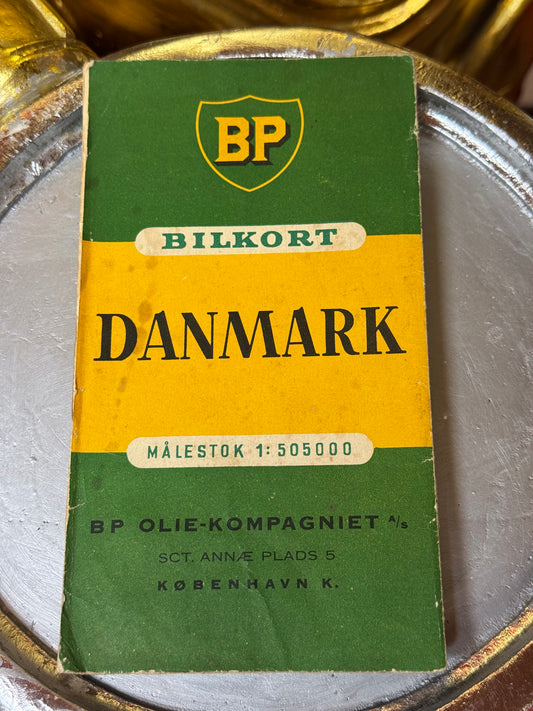 BP
BILKORT
DANMARK
MÅLESTOK 1:505000
BP OLIE-KOMPAGNIET A/s
SCT. ANNÆ PLADS 5
KØBENHAVN K.